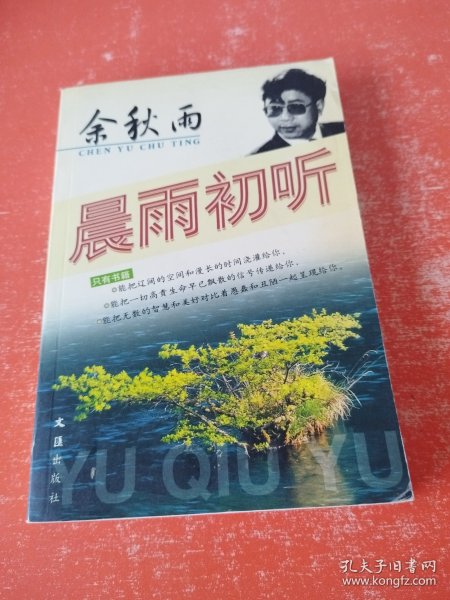 余秋雨
CHEN YU CHU TING
晨雨初听
只有书籍
能把辽阔的空间和漫长的时间浇灌给你,
能把一切高贵生命早已飘散的信号传递给你,
能把无数的智慧和美好对比着愚蠢和丑陋一起呈现给你。
文匯出版社
YU QIU YU
孔夫子旧书网
www.kongfz.com